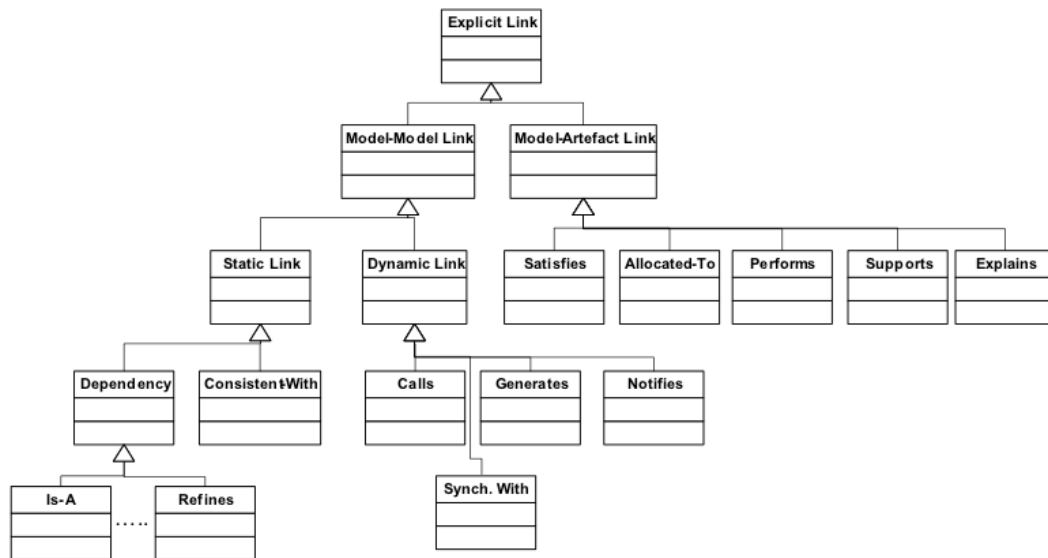 Explicit Link
Model-Model Link
Model-Artefact Link
Static Link
Dynamic Link
Satisfies
Allocated-To
Performs
Supports
Explains
Dependency
Consistent-With
Calls
Generates
Notifies
Is-A
.....
Refines
Synch. With